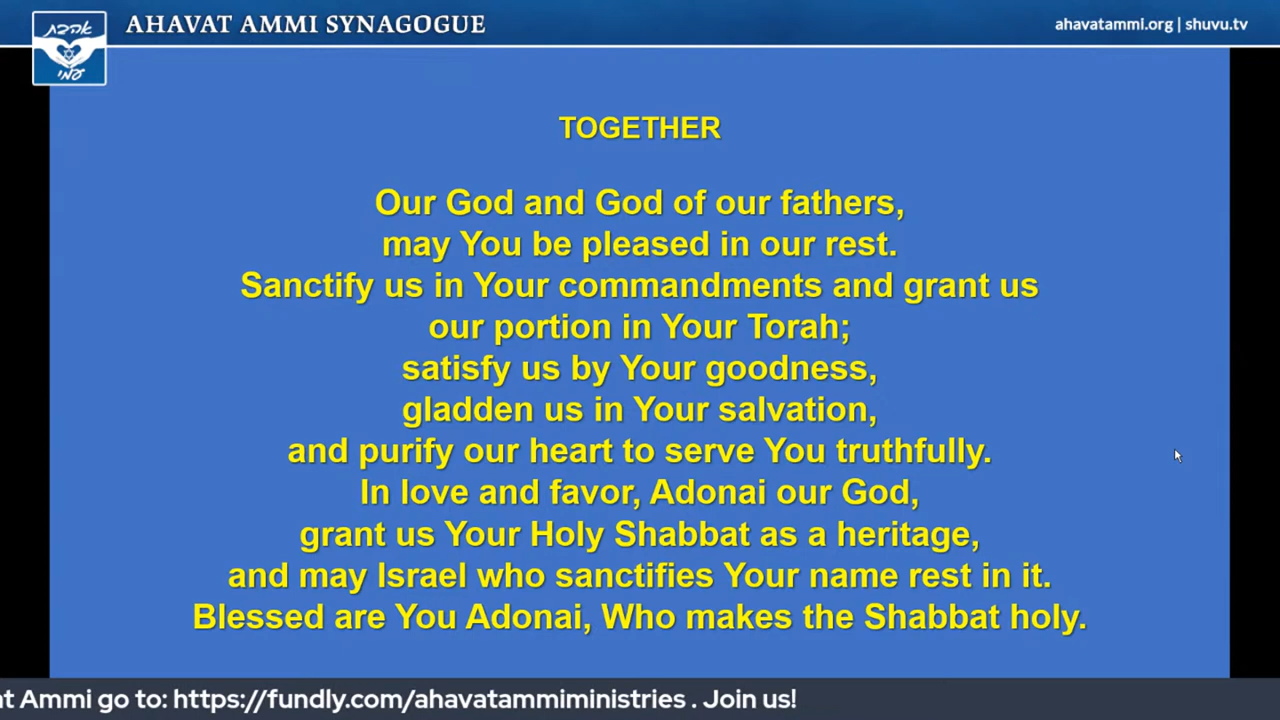 אהבת
עמי
AHAVAT AMMI SYNAGOGUE
ahavatammi.org | shuvu.tv
TOGETHER
Our God and God of our fathers,
may You be pleased in our rest.
Sanctify us in Your commandments and grant us
our portion in Your Torah;
satisfy us by Your goodness,
gladden us in Your salvation,
and purify our heart to serve You truthfully.
In love and favor, Adonai our God,
grant us Your Holy Shabbat as a heritage,
and may Israel who sanctifies Your name rest in it.
Blessed are You Adonai, Who makes the Shabbat holy.
at Ammi go to: https://fundly.com/ahavatammiministries . Join us!